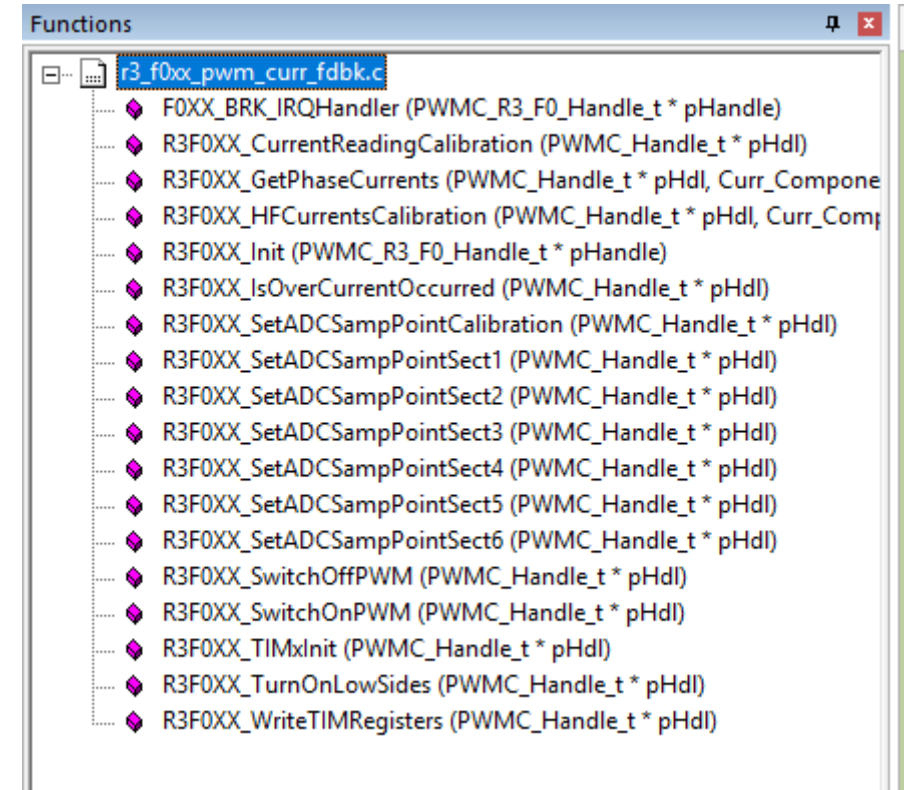 Functions
r3_f0xx_pwm_curr_fdbk.c
F0XX_BRK_IRQHandler (PWMC_R3_F0_Handle_t * pHandle)
R3F0XX_CurrentReadingCalibration (PWMC_Handle_t * pHdl)
R3F0XX_GetPhaseCurrents (PWMC_Handle_t * pHdl, Curr_Compone
R3F0XX_HFCurrentsCalibration (PWMC_Handle_t * pHdl, Curr_Comp
R3F0XX_Init (PWMC_R3_F0_Handle_t * pHandle)
R3F0XX_IsOverCurrentOccurred (PWMC_Handle_t * pHdl)
R3F0XX_SetADCSampPointCalibration (PWMC_Handle_t * pHdl)
R3F0XX_SetADCSampPointSect1 (PWMC_Handle_t * pHdl)
R3F0XX_SetADCSampPointSect2 (PWMC_Handle_t * pHdl)
R3F0XX_SetADCSampPointSect3 (PWMC_Handle_t * pHdl)
R3F0XX_SetADCSampPointSect4 (PWMC_Handle_t * pHdl)
R3F0XX_SetADCSampPointSect5 (PWMC_Handle_t * pHdl)
R3F0XX_SetADCSampPointSect6 (PWMC_Handle_t * pHdl)
R3F0XX_SwitchOffPWM (PWMC_Handle_t * pHdl)
R3F0XX_SwitchOnPWM (PWMC_Handle_t * pHdl)
R3F0XX_TIMxInit (PWMC_Handle_t * pHdl)
R3F0XX_TurnOnLowSides (PWMC_Handle_t * pHdl)
R3F0XX_WriteTIMRegisters (PWMC_Handle_t * pHdl)